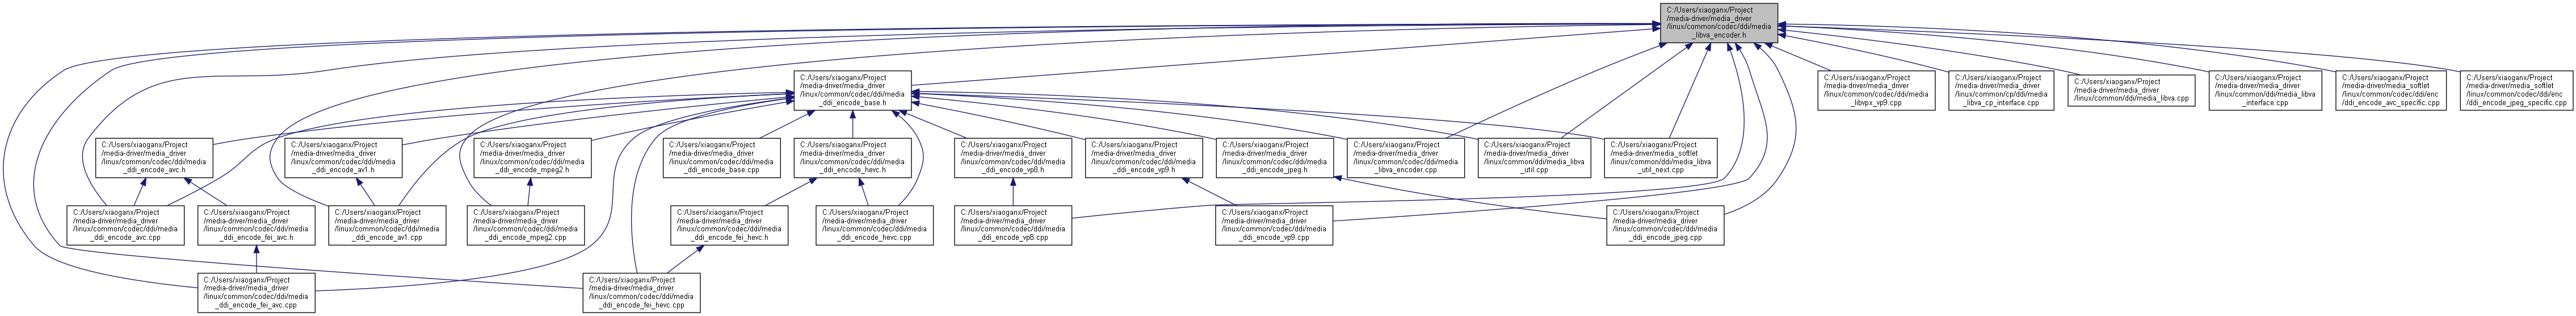 C:/Users/xiaoganx/Project
/media-driver/media_driver
/linux/common/codec/ddi/media
_libva_encoder.h
C:/Users/xiaoganx/Project
/media-driver/media_driver
/linux/common/codec/ddi/media
_ddi_encode_base.h
C:/Users/xiaoganx/Project
/media-driver/media_driver
/linux/common/codec/ddi/media
_libvpx_vp9.cpp
C:/Users/xiaoganx/Project
/media-driver/media_driver
/linux/common/cp/ddi/media
_libva_cp_interface.cpp
C:/Users/xiaoganx/Project
/media-driver/media_driver
/linux/common/ddi/media_libva.cpp
C:/Users/xiaoganx/Project
/media-driver/media_driver
/linux/common/ddi/media_libva
_interface.cpp
C:/Users/xiaoganx/Project
/media-driver/media_softlet
/linux/common/codec/ddi/enc
/ddi_encode_avc_specific.cpp
C:/Users/xiaoganx/Project
/media-driver/media_softlet
/linux/common/codec/ddi/enc
/ddi_encode_jpeg_specific.cpp
C:/Users/xiaoganx/Project
/media-driver/media_driver
/linux/common/codec/ddi/media
_ddi_encode_avc.h
C:/Users/xiaoganx/Project
/media-driver/media_driver
/linux/common/codec/ddi/media
_ddi_encode_av1.h
C:/Users/xiaoganx/Project
/media-driver/media_driver
/linux/common/codec/ddi/media
_ddi_encode_mpeg2.h
C:/Users/xiaoganx/Project
/media-driver/media_driver
/linux/common/codec/ddi/media
_ddi_encode_base.cpp
C:/Users/xiaoganx/Project
/media-driver/media_driver
/linux/common/codec/ddi/media
_ddi_encode_hevc.h
C:/Users/xiaoganx/Project
/media-driver/media_driver
/linux/common/codec/ddi/media
_ddi_encode_vp8.h
C:/Users/xiaoganx/Project
/media-driver/media_driver
/linux/common/codec/ddi/media
_ddi_encode_vp9.h
C:/Users/xiaoganx/Project
/media-driver/media_driver
/linux/common/codec/ddi/media
_ddi_encode_jpeg.h
C:/Users/xiaoganx/Project
/media-driver/media_driver
/linux/common/codec/ddi/media
_libva_encoder.cpp
C:/Users/xiaoganx/Project
/media-driver/media_driver
/linux/common/ddi/media_libva
_util.cpp
C:/Users/xiaoganx/Project
/media-driver/media_softlet
/linux/common/ddi/media_libva
_util_next.cpp
C:/Users/xiaoganx/Project
/media-driver/media_driver
/linux/common/codec/ddi/media
_ddi_encode_avc.cpp
C:/Users/xiaoganx/Project
/media-driver/media_driver
/linux/common/codec/ddi/media
_ddi_encode_fei_avc.h
C:/Users/xiaoganx/Project
/media-driver/media_driver
/linux/common/codec/ddi/media
_ddi_encode_av1.cpp
C:/Users/xiaoganx/Project
/media-driver/media_driver
/linux/common/codec/ddi/media
_ddi_encode_mpeg2.cpp
C:/Users/xiaoganx/Project
/media-driver/media_driver
/linux/common/codec/ddi/media
_ddi_encode_fei_hevc.h
C:/Users/xiaoganx/Project
/media-driver/media_driver
/linux/common/codec/ddi/media
_ddi_encode_hevc.cpp
C:/Users/xiaoganx/Project
/media-driver/media_driver
/linux/common/codec/ddi/media
_ddi_encode_vp8.cpp
C:/Users/xiaoganx/Project
/media-driver/media_driver
/linux/common/codec/ddi/media
_ddi_encode_vp9.cpp
C:/Users/xiaoganx/Project
/media-driver/media_driver
/linux/common/codec/ddi/media
_ddi_encode_jpeg.cpp
C:/Users/xiaoganx/Project
/media-driver/media_driver
/linux/common/codec/ddi/media
_ddi_encode_fei_avc.cpp
C:/Users/xiaoganx/Project
/media-driver/media_driver
/linux/common/codec/ddi/media
_ddi_encode_fei_hevc.cpp